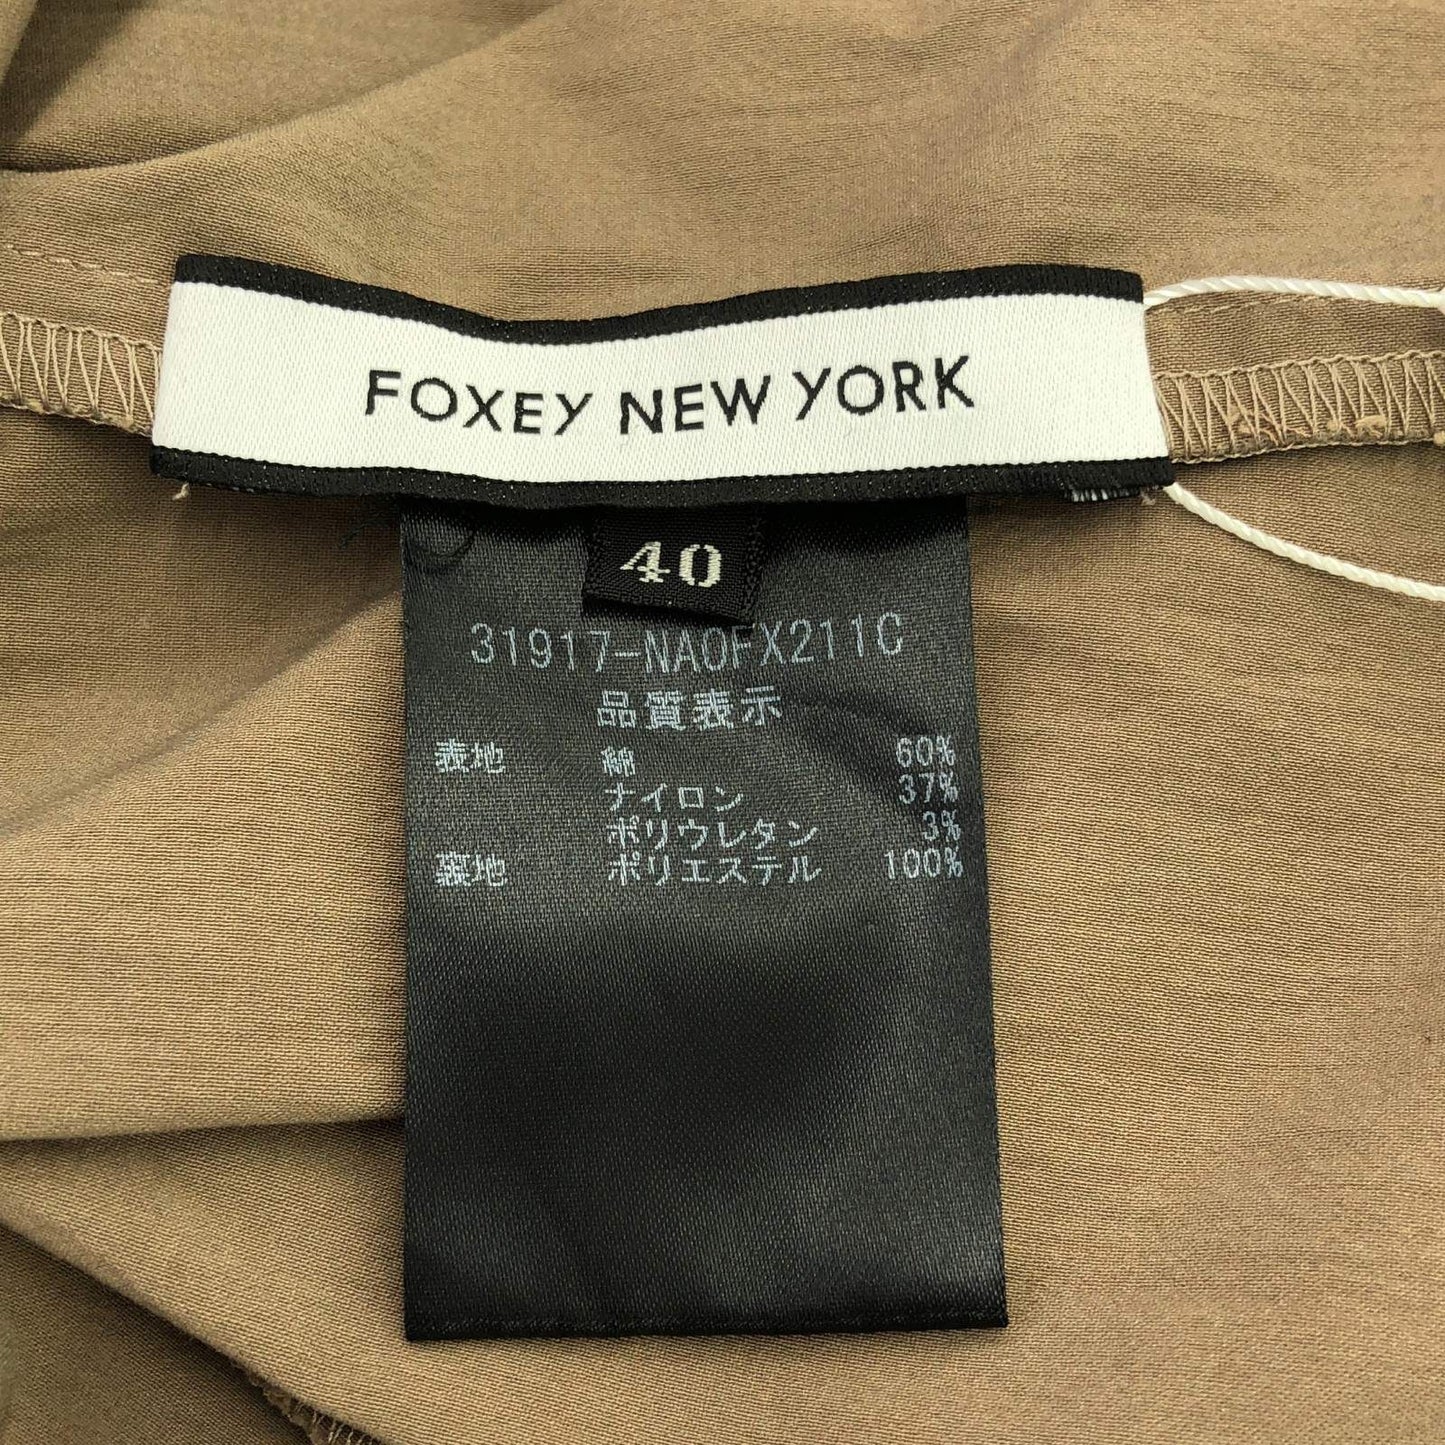 FOXEY NEW YORK
40
31917-NAOFX211C
品質表示
表地 綿 60%
ナイロン 37%
ポリウレタン 3%
裏地 ポリエステル 100%